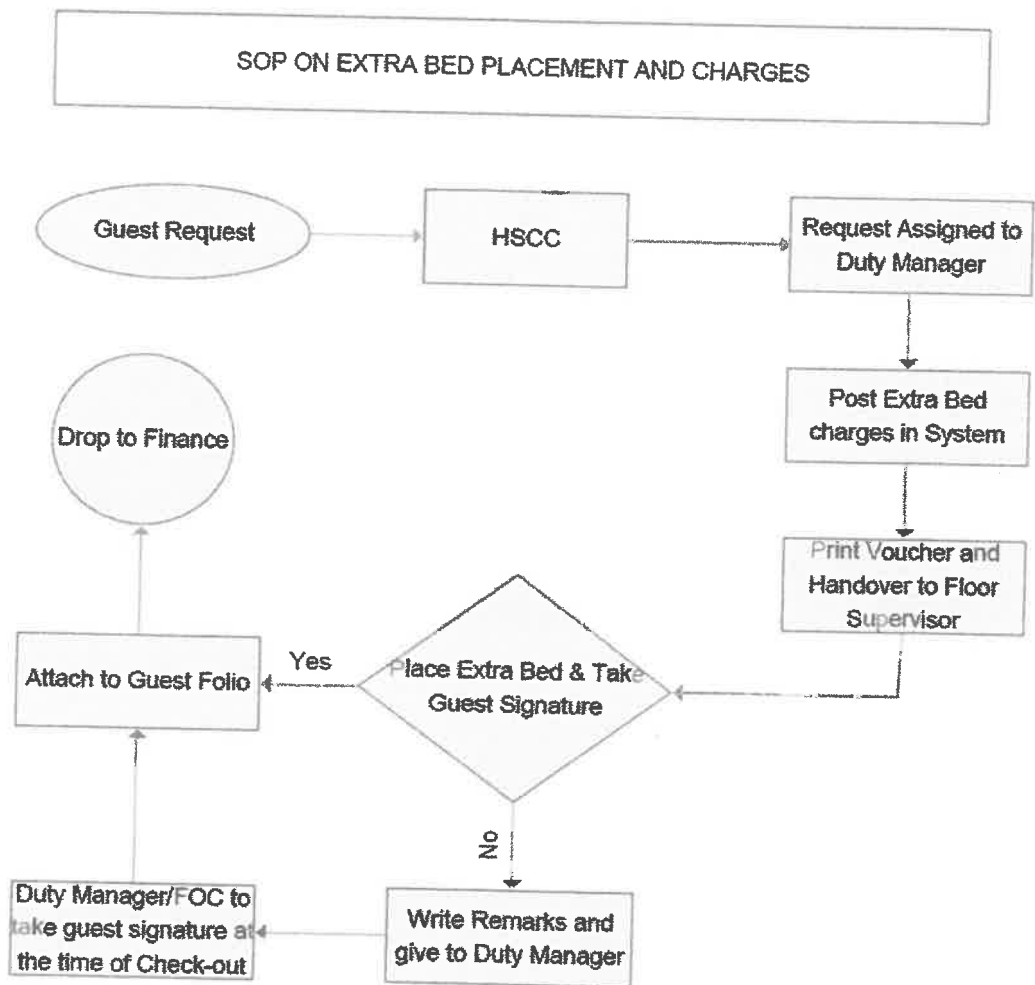 SOP ON EXTRA BED PLACEMENT AND CHARGES
Guest Request
HSCC
Request Assigned to
Duty Manager
Post Extra Bed
charges in System
Print Voucher and
Handover to Floor
Supervisor
Place Extra Bed & Take
Guest Signature
Yes
Attach to Guest Folio
Drop to Finance
No
Write Remarks and
give to Duty Manager
Duty Manager/FOC to
take guest signature at
the time of Check-out